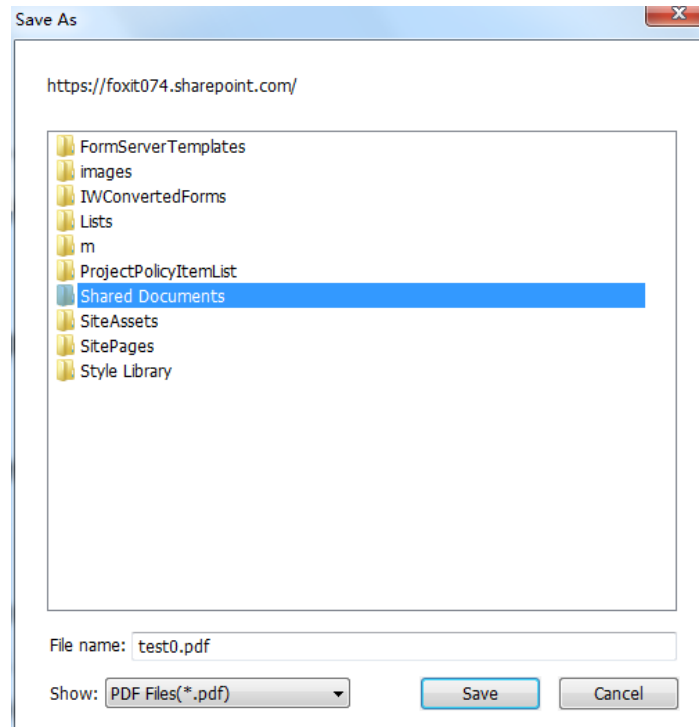 Save As
https://foxit074.sharepoint.com/
FormServerTemplates
images
IWConvertedForms
Lists
m
ProjectPolicyItemList
Shared Documents
SiteAssets
SitePages
Style Library
File name: test0.pdf
Show: PDF Files(*.pdf) Save Cancel